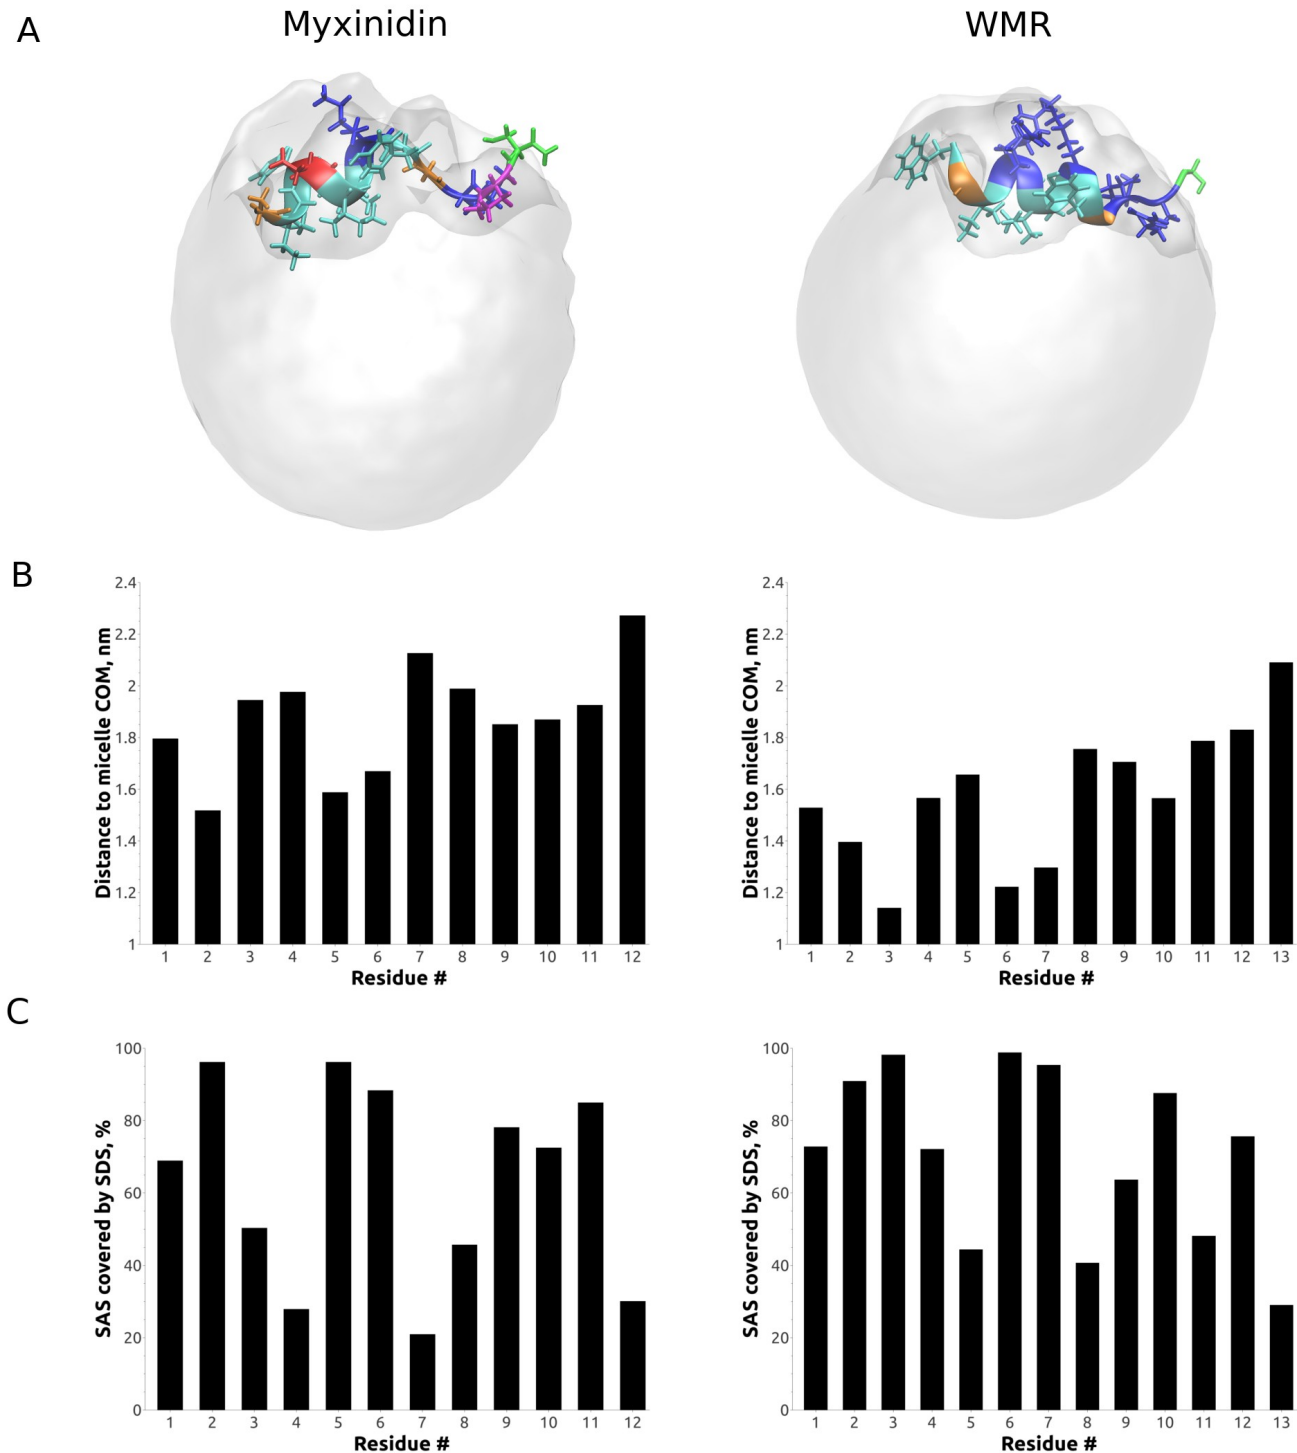 A
Myxinidin
WMR
B
Distance to micelle COM, nm
2.4
2.2
2
1.8
1.6
1.4
1.2
1
1 2 3 4 5 6 7 8 9 10 11 12
Residue #
Distance to micelle COM, nm
2.4
2.2
2
1.8
1.6
1.4
1.2
1
1 2 3 4 5 6 7 8 9 10 11 12 13
Residue #
C
SAS covered by SDS, %
100
80
60
40
20
0
1 2 3 4 5 6 7 8 9 10 11 12
Residue #
SAS covered by SDS, %
100
80
60
40
20
0
1 2 3 4 5 6 7 8 9 10 11 12 13
Residue #